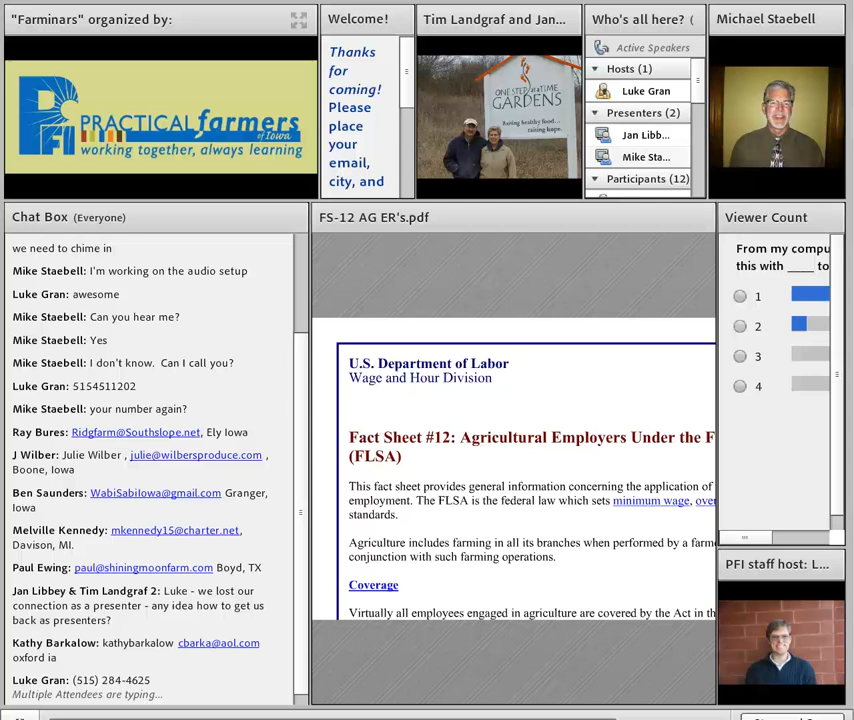 "Farminars" organized by:
PRACTICAL farmers
of Iowa
working together, always learning
Welcome!
Thanks
for
coming!
Please
place
your
email,
city, and
Tim Landgraf and Jan...
ONE STEP at a TIME
GARDENS
Raising healthy food...
raising hope.
Who's all here? (
Active Speakers
Hosts (1)
Luke Gran
Presenters (2)
Jan Libb...
Mike Sta...
Participants (12)
Michael Staebell
Chat Box (Everyone)
we need to chime in
Mike Staebell: I'm working on the audio setup
Luke Gran: awesome
Mike Staebell: Can you hear me?
Mike Staebell: Yes
Mike Staebell: I don't know. Can I call you?
Luke Gran: 5154511202
Mike Staebell: your number again?
Ray Bures: Ridgfarm@Southslope.net, Ely Iowa
J Wilber: Julie Wilber , julie@wilbersproduce.com ,
Boone, Iowa
Ben Saunders: WabiSabiIowa@gmail.com Granger,
Iowa
Melville Kennedy: mkennedy15@charter.net,
Davison, MI.
Paul Ewing: paul@shiningmoonfarm.com Boyd, TX
Jan Libbey & Tim Landgraf 2: Luke - we lost our
connection as a presenter - any idea how to get us
back as presenters?
Kathy Barkalow: kathybarkalow cbarka@aol.com
oxford ia
Luke Gran: (515) 284-4625
Multiple Attendees are typing...
FS-12 AG ER's.pdf
U.S. Department of Labor
Wage and Hour Division
Fact Sheet #12: Agricultural Employers Under the F
(FLSA)
This fact sheet provides general information concerning the application of
employment. The FLSA is the federal law which sets minimum wage, over
standards.
Agriculture includes farming in all its branches when performed by a farme
conjunction with such farming operations.
Coverage
Virtually all employees engaged in agriculture are covered by the Act in th
Viewer Count
From my compu
this with ____ to
1
2
3
4
PFI staff host: L...